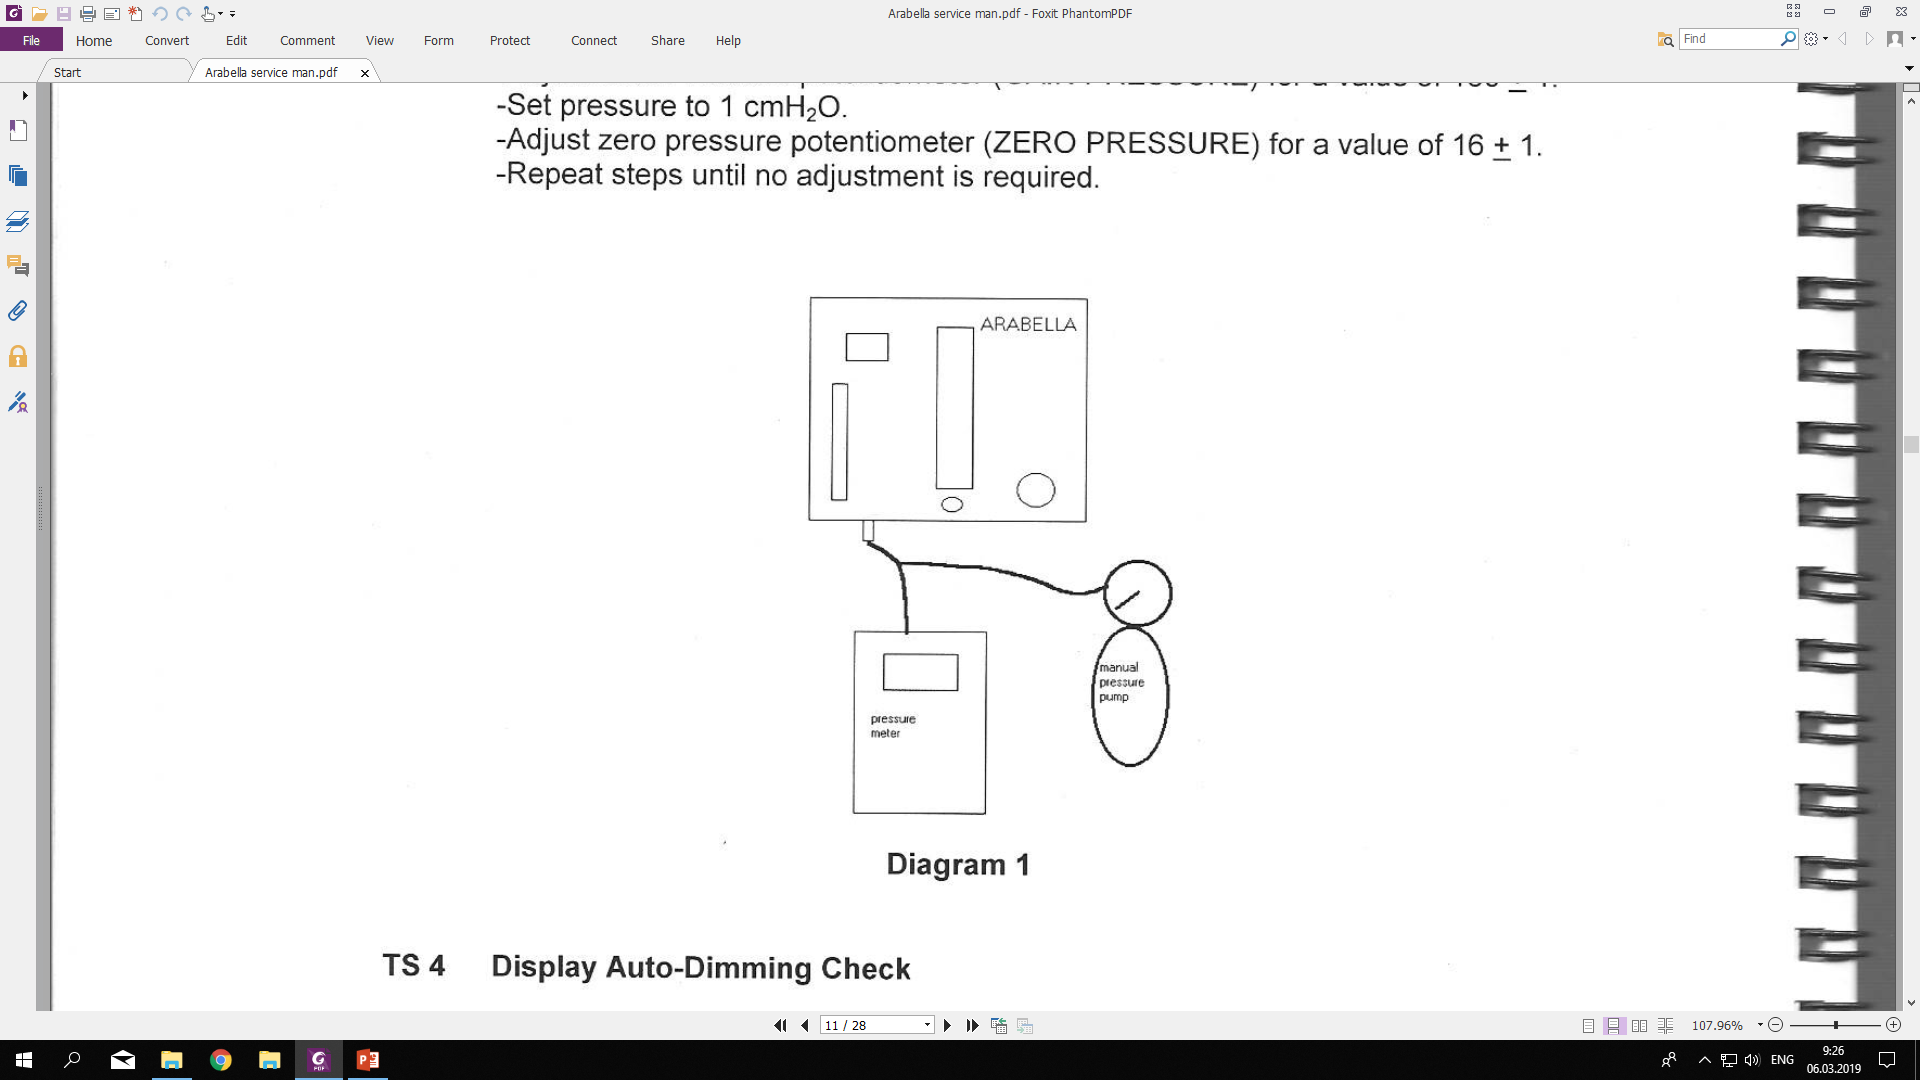 Arabella service man.pdf - Foxit PhantomPDF
File Home Convert Edit Comment View Form Protect Connect Share Help
Find
Start Arabella service man.pdf
-Set pressure to 1 cmH₂O.
-Adjust zero pressure potentiometer (ZERO PRESSURE) for a value of 16 ± 1.
-Repeat steps until no adjustment is required.
ARABELLA
manual
pressure
pump
pressure
meter
Diagram 1
TS 4 Display Auto-Dimming Check
11 / 28
107.96%
ENG
9:26
06.03.2019